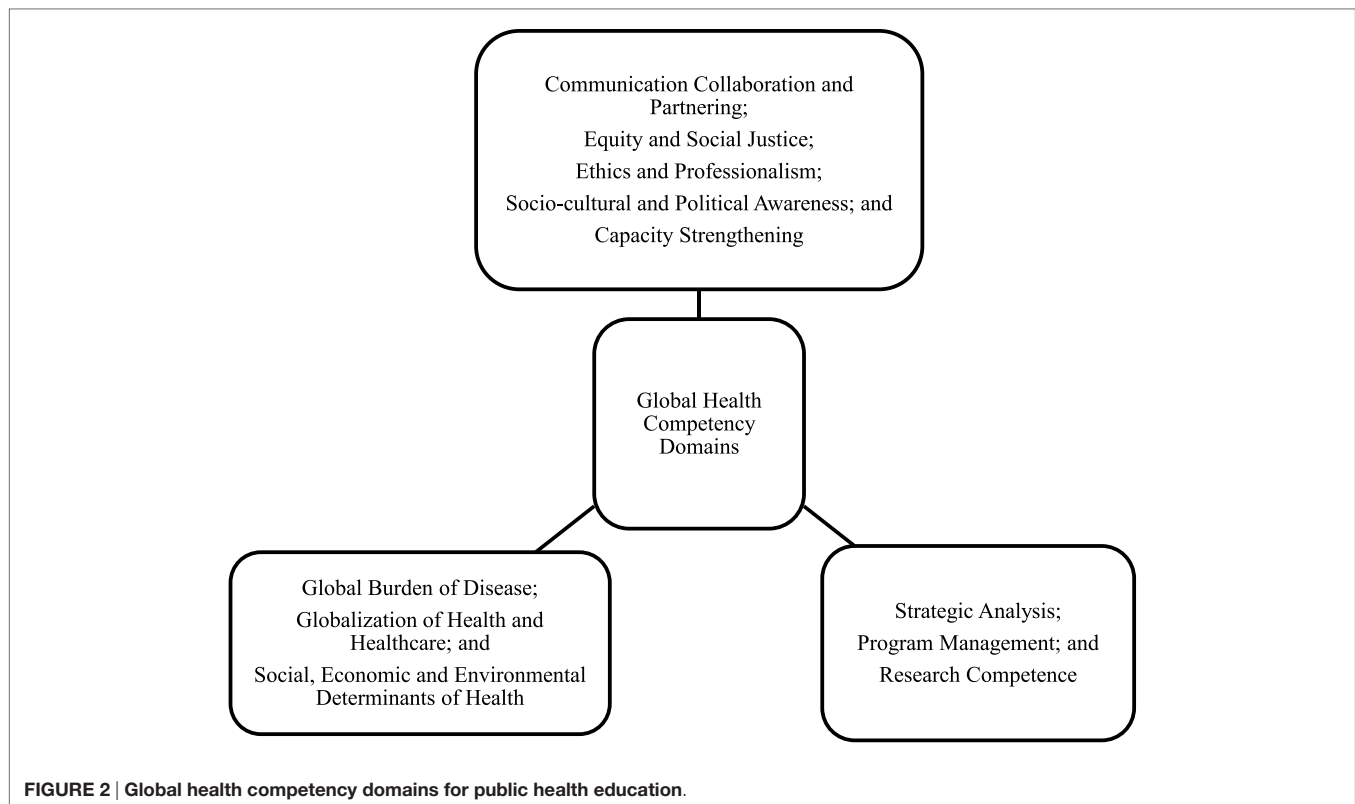 Communication Collaboration and
Partnering;
Equity and Social Justice;
Ethics and Professionalism;
Socio-cultural and Political Awareness; and
Capacity Strengthening
Global Health
Competency
Domains
Global Burden of Disease;
Globalization of Health and
Healthcare; and
Social, Economic and Environmental
Determinants of Health
Strategic Analysis;
Program Management; and
Research Competence
FIGURE 2 | Global health competency domains for public health education.